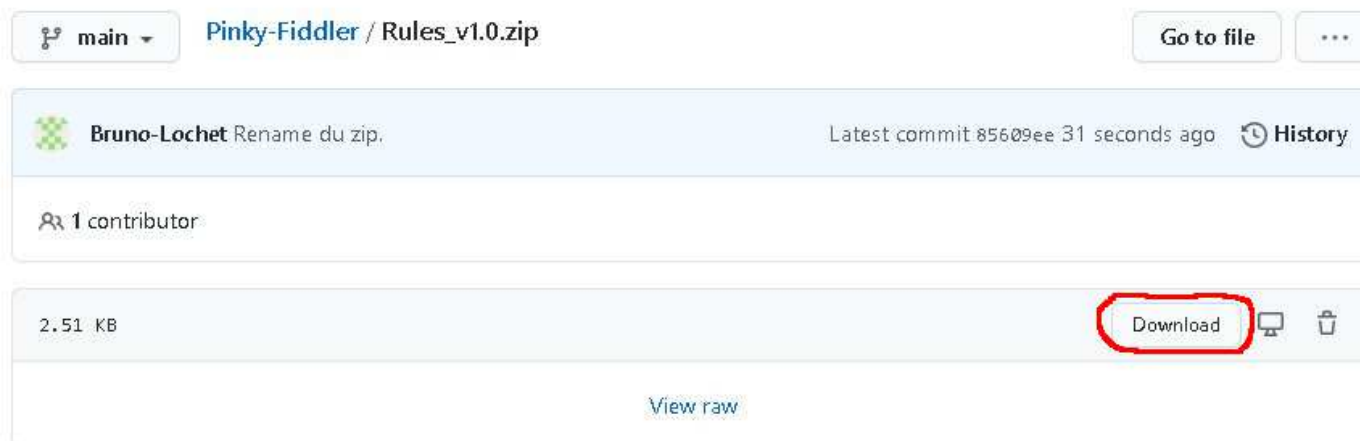 main Pinky-Fiddler / Rules_v1.0.zip Go to file ...
Bruno-Lochet Rename du zip. Latest commit 85609ee 31 seconds ago History
1 contributor
2.51 KB Download
View raw